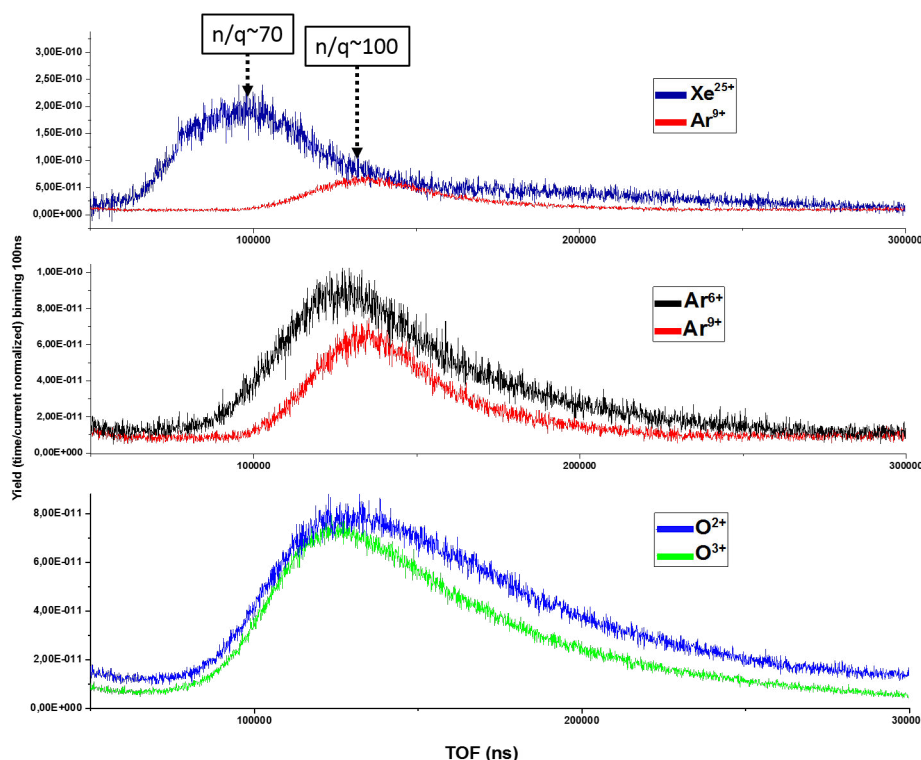 n/q~70
n/q~100
3,00E-010
2,50E-010
2,00E-010
1,50E-010
1,00E-010
5,00E-011
0,00E+000
Xe25+
Ar9+
100000
200000
300000
1,00E-010
8,00E-011
6,00E-011
4,00E-011
2,00E-011
0,00E+000
Ar6+
Ar9+
100000
200000
300000
Yield (time/current normalized) binning 100ns
8,00E-011
6,00E-011
4,00E-011
2,00E-011
0,00E+000
O2+
O3+
100000
200000
30000
TOF (ns)